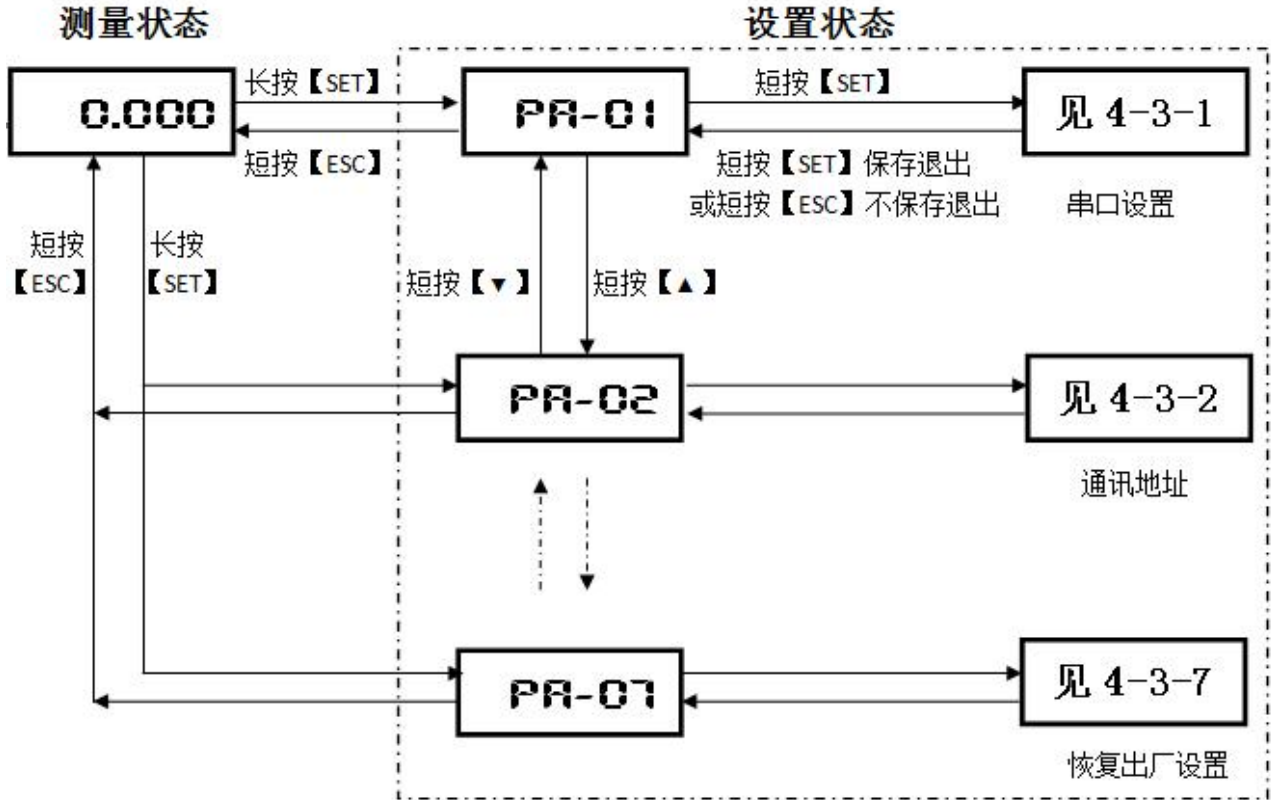 测量状态
设置状态
0.000
长按【SET】
短按【ESC】
PA-01
短按【SET】
短按【SET】保存退出
或短按【ESC】不保存退出
见 4-3-1
串口设置
短按
【ESC】
长按
【SET】
短按【▼】
短按【▲】
PA-02
见 4-3-2
通讯地址
PA-07
见 4-3-7
恢复出厂设置